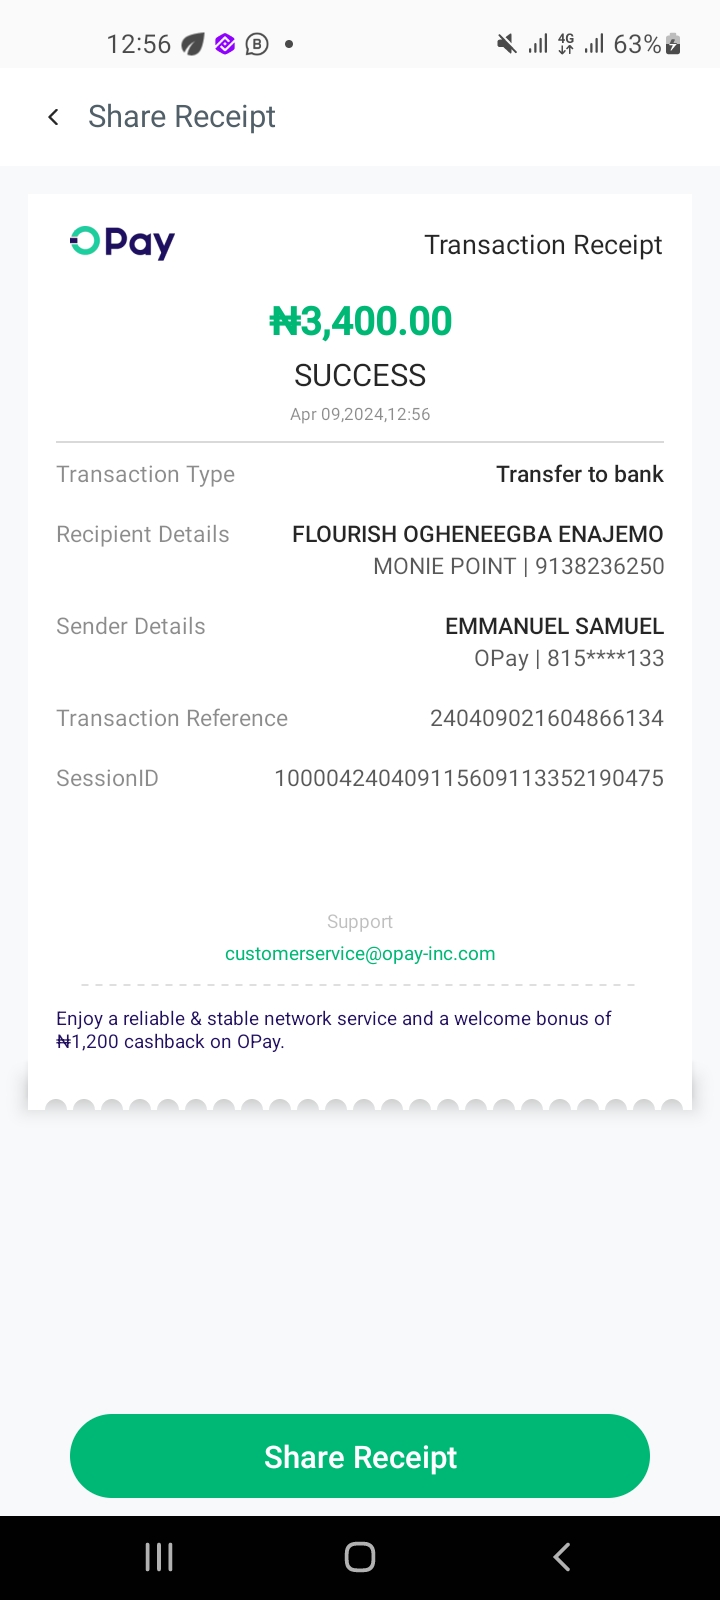 12:56
4G
63%
Share Receipt
OPay
Transaction Receipt
₦3,400.00
SUCCESS
Apr 09,2024,12:56
Transaction Type Transfer to bank
Recipient Details FLOURISH OGHENEEGBA ENAJEMO
MONIE POINT | 9138236250
Sender Details EMMANUEL SAMUEL
OPay | 815****133
Transaction Reference 240409021604866134
SessionID 100004240409115609113352190475
Support
customerservice@opay-inc.com
Enjoy a reliable & stable network service and a welcome bonus of
₦1,200 cashback on OPay.
Share Receipt